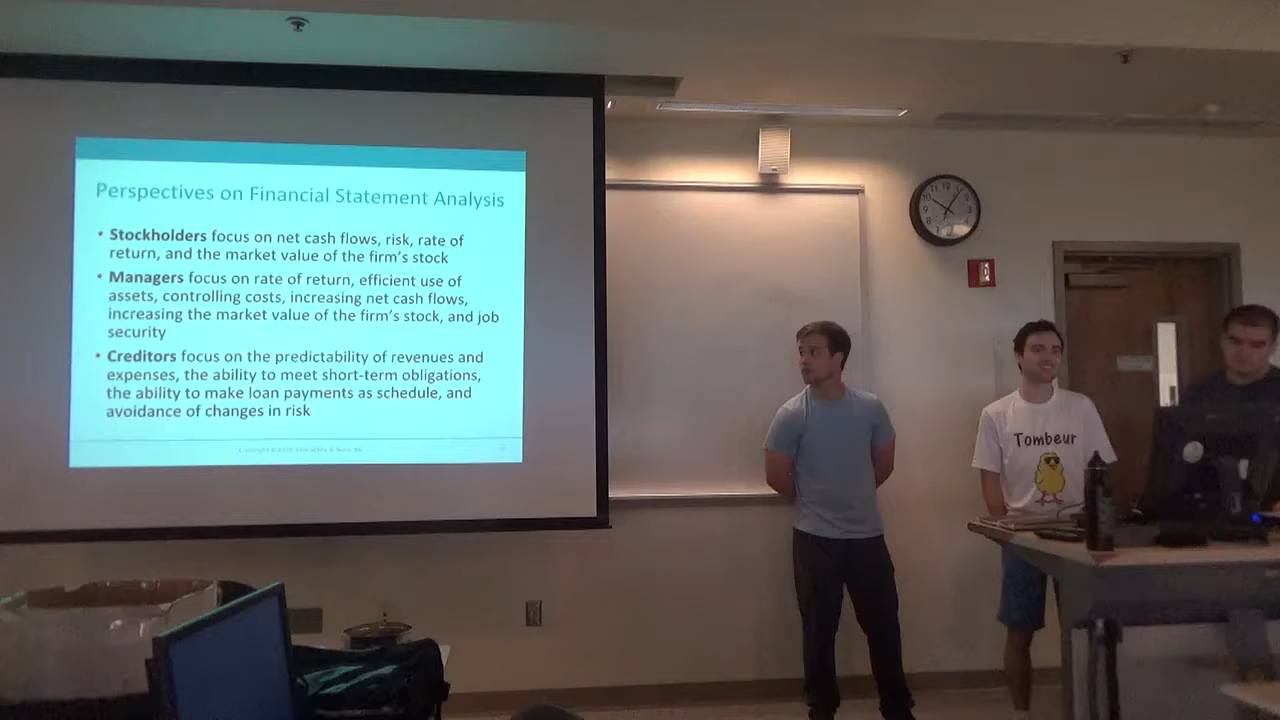 Perspectives on Financial Statement Analysis
• Stockholders focus on net cash flows, risk, rate of
return, and the market value of the firm's stock
• Managers focus on rate of return, efficient use of
assets, controlling costs, increasing net cash flows,
increasing the market value of the firm's stock, and job
security
• Creditors focus on the predictability of revenues and
expenses, the ability to meet short-term obligations,
the ability to make loan payments as schedule, and
avoidance of changes in risk
Tombeur